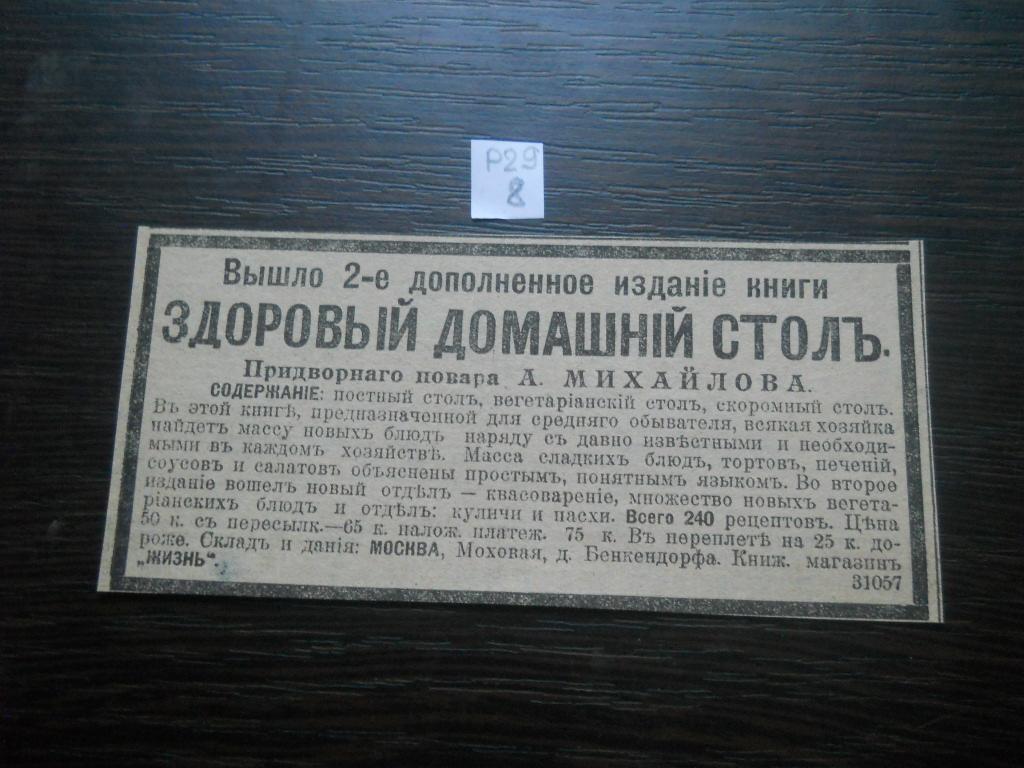 Р29
8
Вышло 2-е дополненное изданіе книги
ЗДОРОВЫЙ ДОМАШНІЙ СТОЛЪ.
Придворнаго повара А. МИХАЙЛОВА.
СОДЕРЖАНІЕ: постный столъ, вегетаріанскій столъ, скоромный столъ.
Въ этой книгѣ, предназначенной для средняго обывателя, всякая хозяйка
найдетъ массу новыхъ блюдъ наряду съ давно извѣстными и необходи-
мыми въ каждомъ хозяйствѣ. Масса сладкихъ блюдъ, тортовъ, печеній,
соусовъ и салатовъ объяснены простымъ, понятнымъ языкомъ. Во второе
изданіе вошелъ новый отдѣлъ — квасовареніе, множество новыхъ вегета-
ріанскихъ блюдъ и отдѣлъ: куличи и пасхи. Всего 240 рецептовъ. Цѣна
50 к. съ пересылк.—65 к. налож. платеж. 75 к. Въ переплетѣ на 25 к. до-
роже. Складъ и данія: МОСКВА, Моховая, д. Бенкендорфа. Книж. магазинъ
„ЖИЗНЬ“.
31057